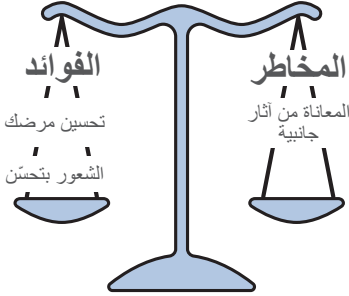 المخاطر
المعاناة من آثار
جانبية
الفوائد
تحسين مرضك
الشعور بتحسّن